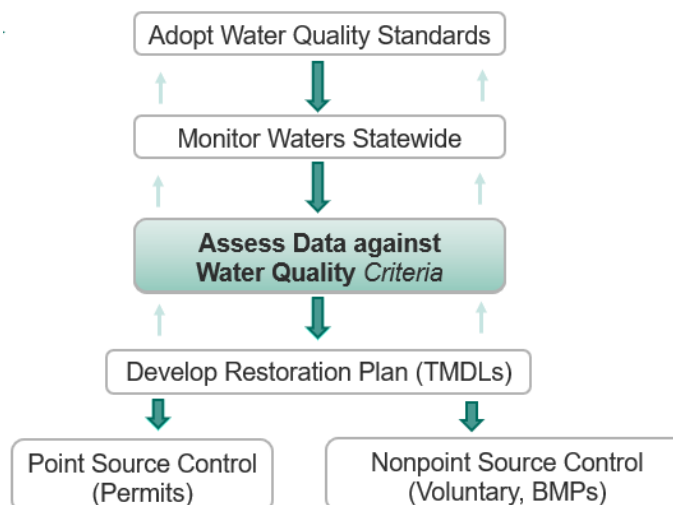 Adopt Water Quality Standards
Monitor Waters Statewide
Assess Data against
Water Quality Criteria
Develop Restoration Plan (TMDLs)
Point Source Control
(Permits)
Nonpoint Source Control
(Voluntary, BMPs)